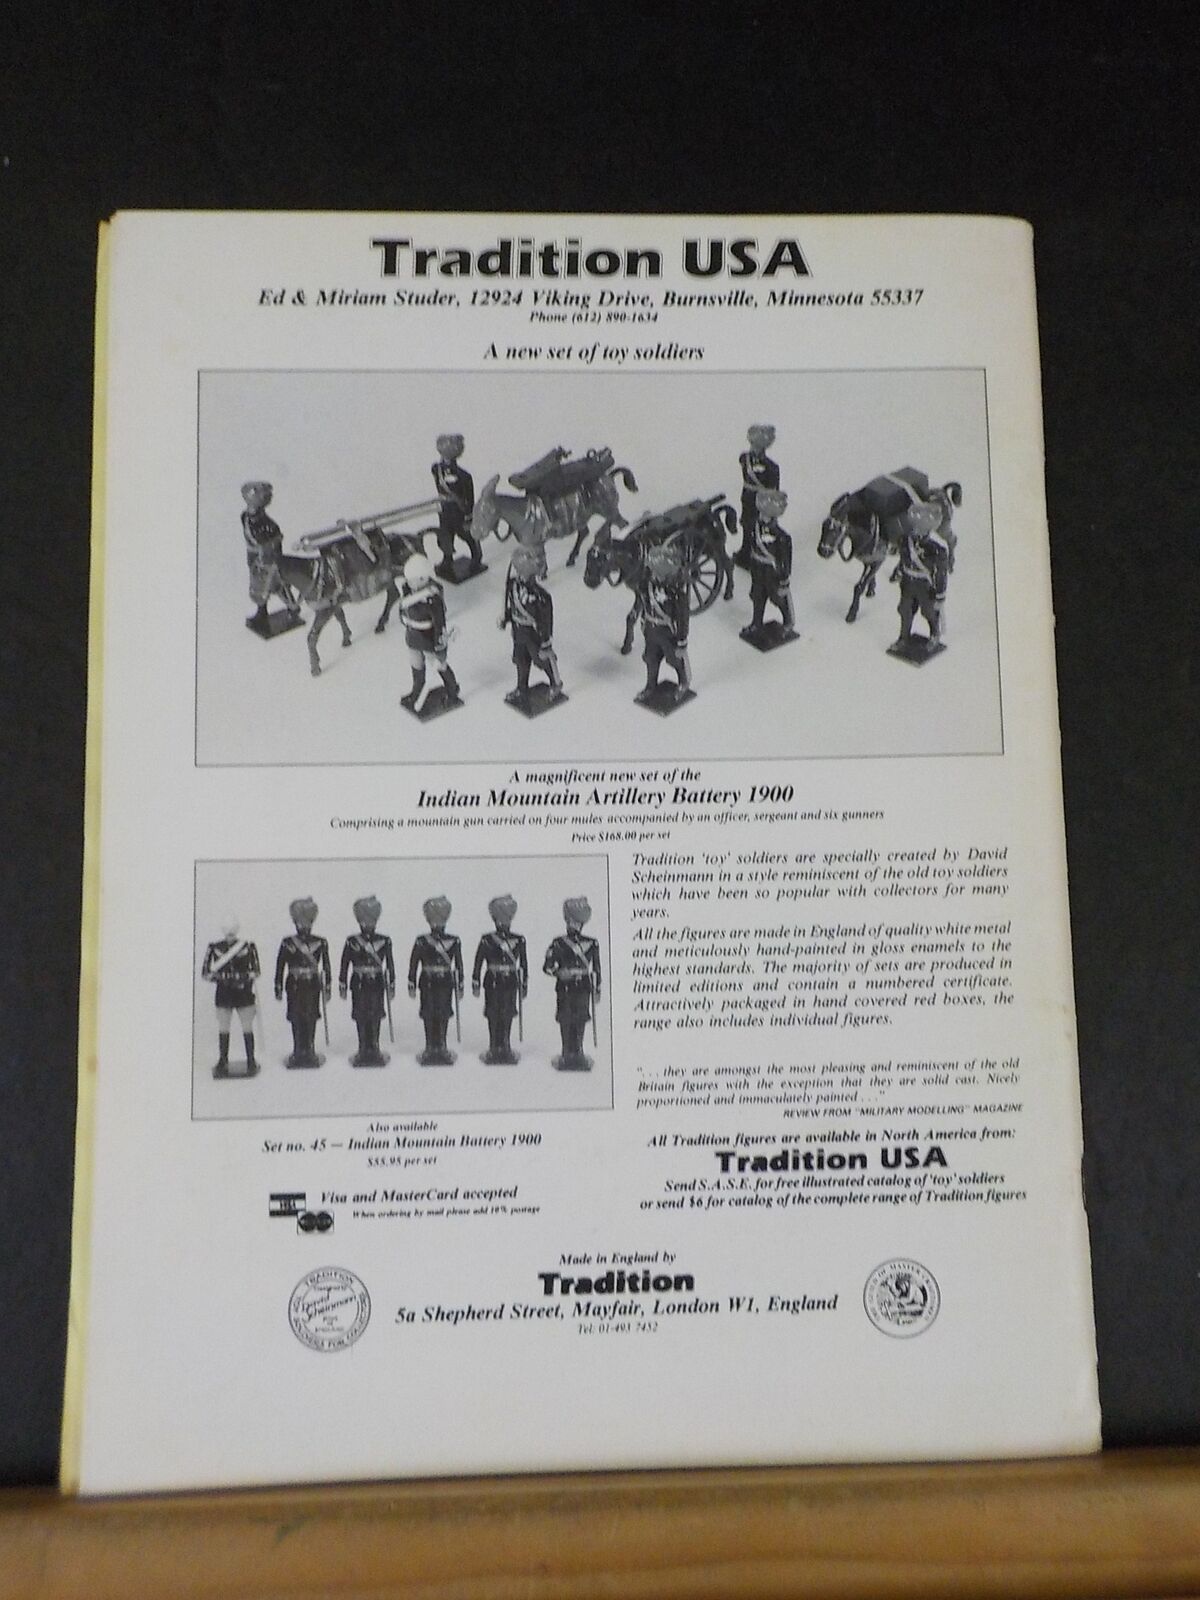 Tradition USA
Ed & Miriam Studer, 12924 Viking Drive, Burnsville, Minnesota 55337
Phone (612) 890-1634
A new set of toy soldiers
A magnificent new set of the
Indian Mountain Artillery Battery 1900
Comprising a mountain gun carried on four mules accompanied by an officer, sergeant and six gunners
Price $168.00 per set
Tradition 'toy' soldiers are specially created by David
Scheinmann in a style reminiscent of the old toy soldiers
which have been so popular with collectors for many
years.
All the figures are made in England of quality white metal
and meticulously hand-painted in gloss enamels to the
highest standards. The majority of sets are produced in
limited editions and contain a numbered certificate.
Attractively packaged in hand covered red boxes, the
range also includes individual figures.
". . . they are amongst the most pleasing and reminiscent of the old
Britain figures with the exception that they are solid cast. Nicely
proportioned and immaculately painted . . ."
REVIEW FROM "MILITARY MODELLING" MAGAZINE
Also available
Set no. 45 — Indian Mountain Battery 1900
$55.95 per set
Visa and MasterCard accepted
When ordering by mail please add 10% postage
All Tradition figures are available in North America from:
Tradition USA
Send S.A.S.E. for free illustrated catalog of 'toy' soldiers
or send $6 for catalog of the complete range of Tradition figures
Made in England by
Tradition
5a Shepherd Street, Mayfair, London W1, England
Tel: 01-493 7452
TRADITION
David
Scheinmann
TOY SOLDIERS FOR COLLECTORS